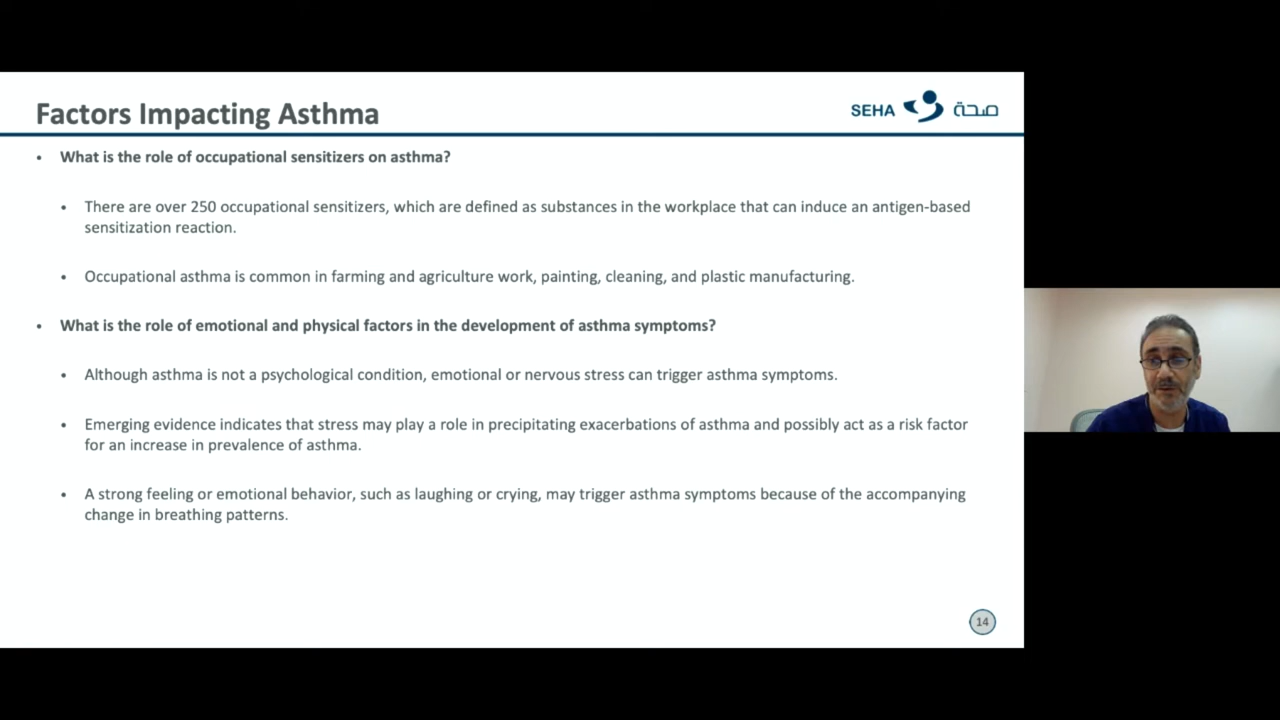 Factors Impacting Asthma
SEHA صحة
• What is the role of occupational sensitizers on asthma?
• There are over 250 occupational sensitizers, which are defined as substances in the workplace that can induce an antigen-based
sensitization reaction.
• Occupational asthma is common in farming and agriculture work, painting, cleaning, and plastic manufacturing.
• What is the role of emotional and physical factors in the development of asthma symptoms?
• Although asthma is not a psychological condition, emotional or nervous stress can trigger asthma symptoms.
• Emerging evidence indicates that stress may play a role in precipitating exacerbations of asthma and possibly act as a risk factor
for an increase in prevalence of asthma.
• A strong feeling or emotional behavior, such as laughing or crying, may trigger asthma symptoms because of the accompanying
change in breathing patterns.
14